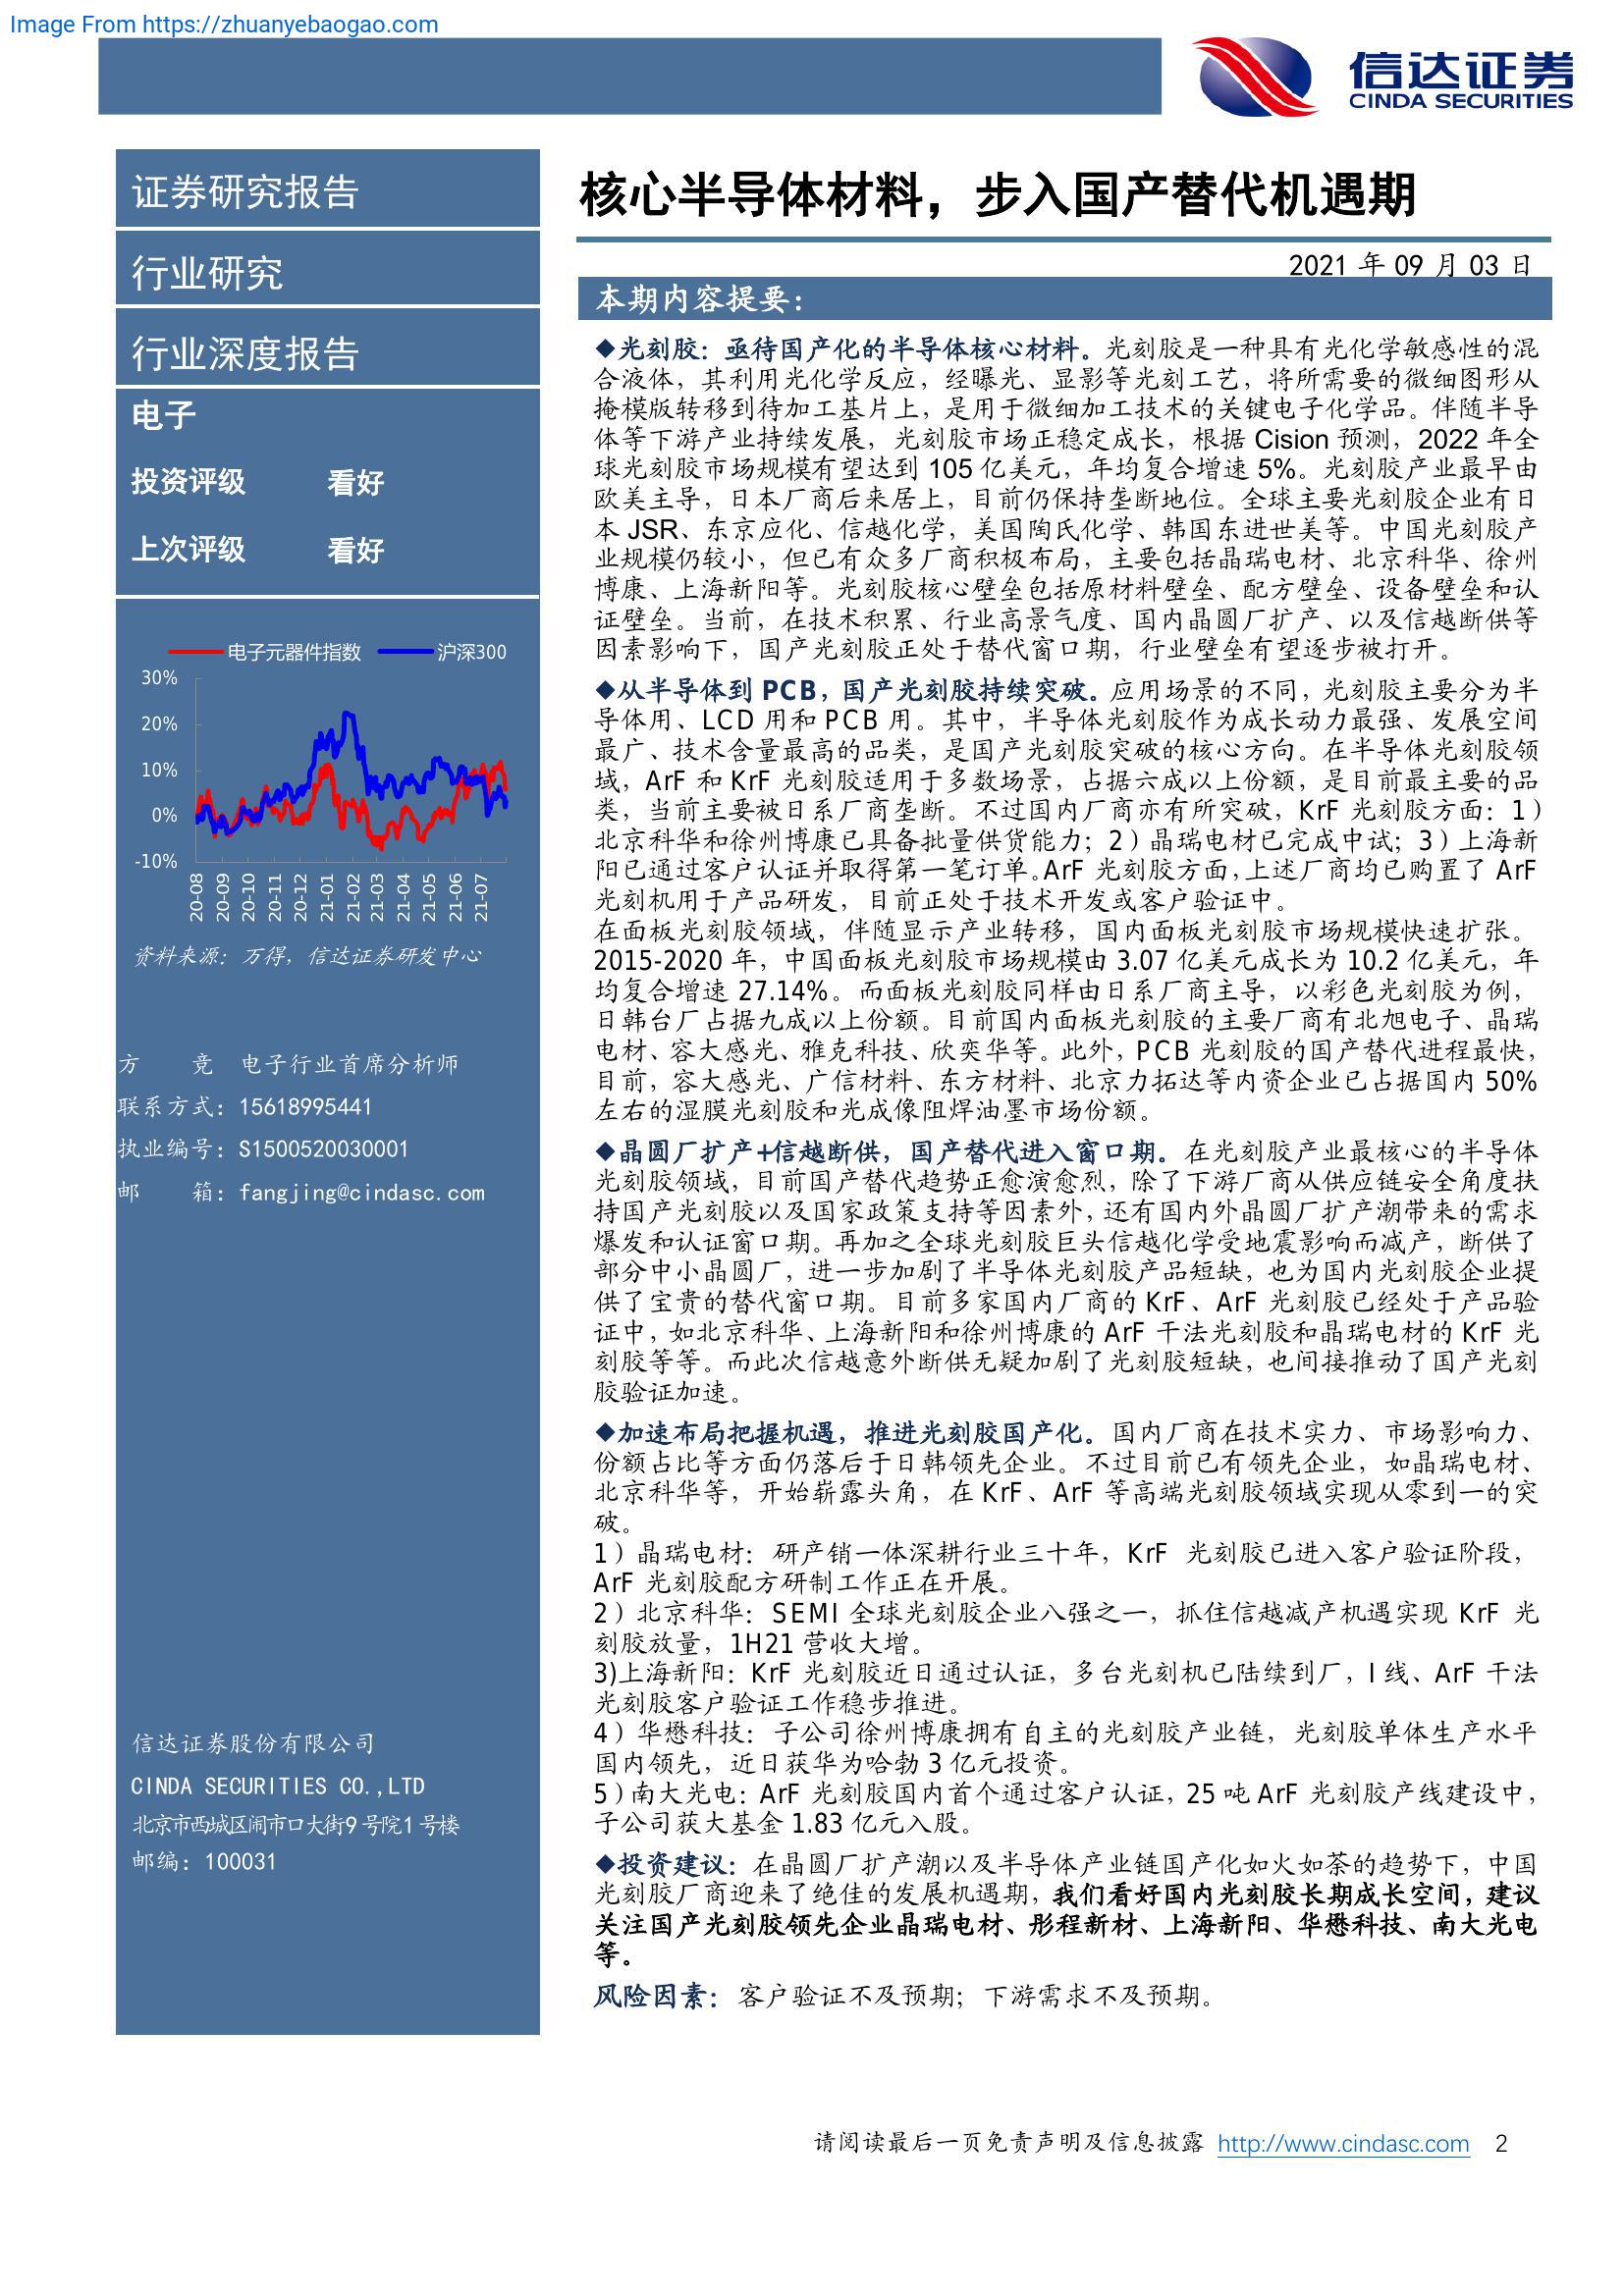 Image From https://zhuanyebaogao.com
信达证券
CINDA SECURITIES
证券研究报告
行业研究
行业深度报告
电子
投资评级 看好
上次评级 看好
电子元器件指数 沪深300
30%
20%
10%
0%
-10%
20-08
20-09
20-10
20-11
20-12
21-01
21-02
21-03
21-04
21-05
21-06
21-07
资料来源：万得，信达证券研发中心
方 竞 电子行业首席分析师
联系方式：15618995441
执业编号：S1500520030001
邮 箱：fangjing@cindasc.com
信达证券股份有限公司
CINDA SECURITIES CO.,LTD
北京市西城区闹市口大街9号院1号楼
邮编：100031
核心半导体材料，步入国产替代机遇期
2021 年 09 月 03 日
本期内容提要：
◆光刻胶：亟待国产化的半导体核心材料。光刻胶是一种具有光化学敏感性的混
合液体，其利用光化学反应，经曝光、显影等光刻工艺，将所需要的微细图形从
掩模版转移到待加工基片上，是用于微细加工技术的关键电子化学品。伴随半导
体等下游产业持续发展，光刻胶市场正稳定成长，根据 Cision 预测，2022 年全
球光刻胶市场规模有望达到 105 亿美元，年均复合增速 5%。光刻胶产业最早由
欧美主导，日本厂商后来居上，目前仍保持垄断地位。全球主要光刻胶企业有日
本 JSR、东京应化、信越化学，美国陶氏化学、韩国东进世美等。中国光刻胶产
业规模仍较小，但已有众多厂商积极布局，主要包括晶瑞电材、北京科华、徐州
博康、上海新阳等。光刻胶核心壁垒包括原材料壁垒、配方壁垒、设备壁垒和认
证壁垒。当前，在技术积累、行业高景气度、国内晶圆厂扩产、以及信越断供等
因素影响下，国产光刻胶正处于替代窗口期，行业壁垒有望逐步被打开。
◆从半导体到 PCB，国产光刻胶持续突破。应用场景的不同，光刻胶主要分为半
导体用、LCD 用和 PCB 用。其中，半导体光刻胶作为成长动力最强、发展空间
最广、技术含量最高的品类，是国产光刻胶突破的核心方向。在半导体光刻胶领
域，ArF 和 KrF 光刻胶适用于多数场景，占据六成以上份额，是目前最主要的品
类，当前主要被日系厂商垄断。不过国内厂商亦有所突破，KrF 光刻胶方面：1）
北京科华和徐州博康已具备批量供货能力；2）晶瑞电材已完成中试；3）上海新
阳已通过客户认证并取得第一笔订单。ArF 光刻胶方面，上述厂商均已购置了 ArF
光刻机用于产品研发，目前正处于技术开发或客户验证中。
在面板光刻胶领域，伴随显示产业转移，国内面板光刻胶市场规模快速扩张。
2015-2020 年，中国面板光刻胶市场规模由 3.07 亿美元成长为 10.2 亿美元，年
均复合增速 27.14%。而面板光刻胶同样由日系厂商主导，以彩色光刻胶为例，
日韩台厂占据九成以上份额。目前国内面板光刻胶的主要厂商有北旭电子、晶瑞
电材、容大感光、雅克科技、欣奕华等。此外，PCB 光刻胶的国产替代进程最快，
目前，容大感光、广信材料、东方材料、北京力拓达等内资企业已占据国内 50%
左右的湿膜光刻胶和光成像阻焊油墨市场份额。
◆晶圆厂扩产+信越断供，国产替代进入窗口期。在光刻胶产业最核心的半导体
光刻胶领域，目前国产替代趋势正愈演愈烈，除了下游厂商从供应链安全角度扶
持国产光刻胶以及国家政策支持等因素外，还有国内外晶圆厂扩产潮带来的需求
爆发和认证窗口期。再加之全球光刻胶巨头信越化学受地震影响而减产，断供了
部分中小晶圆厂，进一步加剧了半导体光刻胶产品短缺，也为国内光刻胶企业提
供了宝贵的替代窗口期。目前多家国内厂商的 KrF、ArF 光刻胶已经处于产品验
证中，如北京科华、上海新阳和徐州博康的 ArF 干法光刻胶和晶瑞电材的 KrF 光
刻胶等等。而此次信越意外断供无疑加剧了光刻胶短缺，也间接推动了国产光刻
胶验证加速。
◆加速布局把握机遇，推进光刻胶国产化。国内厂商在技术实力、市场影响力、
份额占比等方面仍落后于日韩领先企业。不过目前已有领先企业，如晶瑞电材、
北京科华等，开始崭露头角，在 KrF、ArF 等高端光刻胶领域实现从零到一的突
破。
1）晶瑞电材：研产销一体深耕行业三十年，KrF 光刻胶已进入客户验证阶段，
ArF 光刻胶配方研制工作正在开展。
2）北京科华：SEMI 全球光刻胶企业八强之一，抓住信越减产机遇实现 KrF 光
刻胶放量，1H21 营收大增。
3)上海新阳：KrF 光刻胶近日通过认证，多台光刻机已陆续到厂，I 线、ArF 干法
光刻胶客户验证工作稳步推进。
4）华懋科技：子公司徐州博康拥有自主的光刻胶产业链，光刻胶单体生产水平
国内领先，近日获华为哈勃 3 亿元投资。
5）南大光电：ArF 光刻胶国内首个通过客户认证，25 吨 ArF 光刻胶产线建设中，
子公司获大基金 1.83 亿元入股。
◆投资建议：在晶圆厂扩产潮以及半导体产业链国产化如火如荼的趋势下，中国
光刻胶厂商迎来了绝佳的发展机遇期，我们看好国内光刻胶长期成长空间，建议
关注国产光刻胶领先企业晶瑞电材、彤程新材、上海新阳、华懋科技、南大光电
等。
风险因素：客户验证不及预期；下游需求不及预期。
请阅读最后一页免责声明及信息披露 http://www.cindasc.com 2